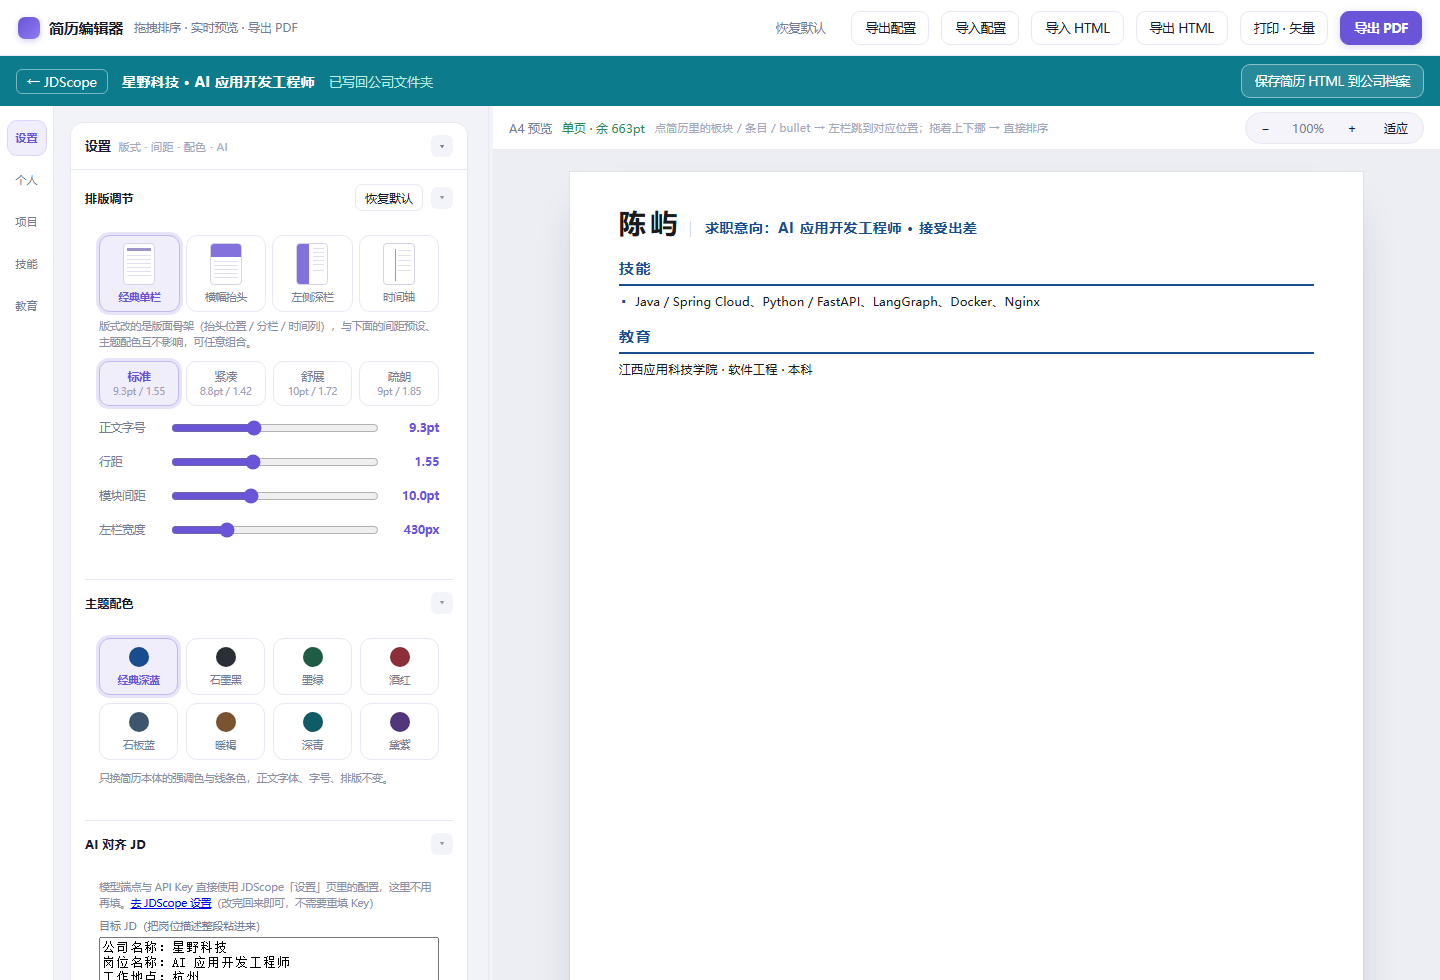 简历编辑器 拖拽排序 · 实时预览 · 导出 PDF
恢复默认 导出配置 导入配置 导入 HTML 导出 HTML 打印 · 矢量 导出 PDF
← JDScope 星野科技 • AI 应用开发工程师 已写回公司文件夹 保存简历 HTML 到公司档案
设置
个人
项目
技能
教育
设置 版式 · 间距 · 配色 · AI
排版调节 恢复默认
经典单栏 横幅抬头 左侧深栏 时间轴
版式改的是版面骨架（抬头位置 / 分栏 / 时间列），与下面的间距预设、
主题配色互不影响，可任意组合。
标准 紧凑 舒展 疏朗
9.3pt / 1.55 8.8pt / 1.42 10pt / 1.72 9pt / 1.85
正文字号 9.3pt
行距 1.55
模块间距 10.0pt
左栏宽度 430px
主题配色
经典深蓝 石墨黑 墨绿 酒红
石板蓝 暖褐 深青 黛紫
只换简历本体的强调色与线条色，正文字体、字号、排版不变。
AI 对齐 JD
模型端点与 API Key 直接使用 JDScope「设置」页里的配置，这里不用
再填。去 JDScope 设置（改完回来即可，不需要重填 Key）
目标 JD（把岗位描述整段粘进来）
公司名称：星野科技
岗位名称：AI 应用开发工程师
工作地点：杭州
A4 预览 单页 · 余 663pt 点简历里的板块 / 条目 / bullet → 左栏跳到对应位置；拖着上下挪 → 直接排序
− 100% + 适应
陈屿 求职意向：AI 应用开发工程师 • 接受出差
技能
• Java / Spring Cloud、Python / FastAPI、LangGraph、Docker、Nginx
教育
江西应用科技学院 · 软件工程 · 本科